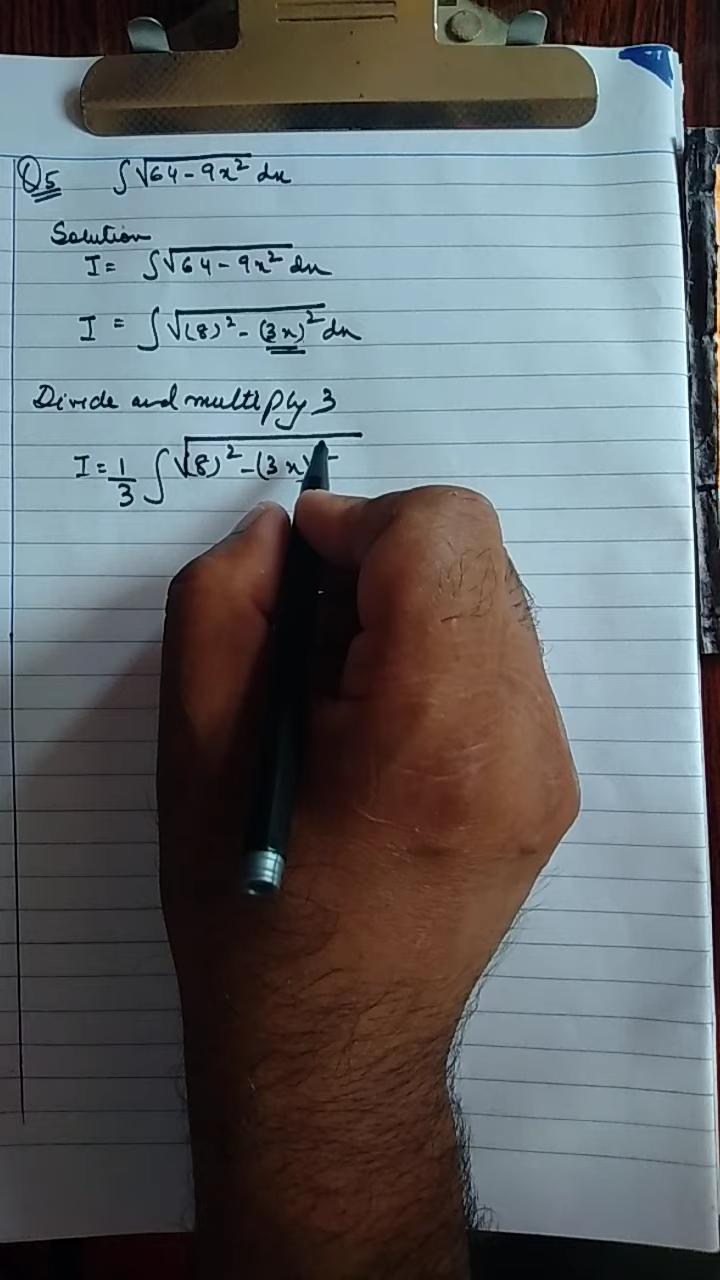 Q5 ∫√64-9x² dx
Solution
I = ∫√64-9x² dx
I = ∫√(8)²-(3x)² dx
Divide and multiply 3
I = 1/3 ∫√(8)²-(3x)